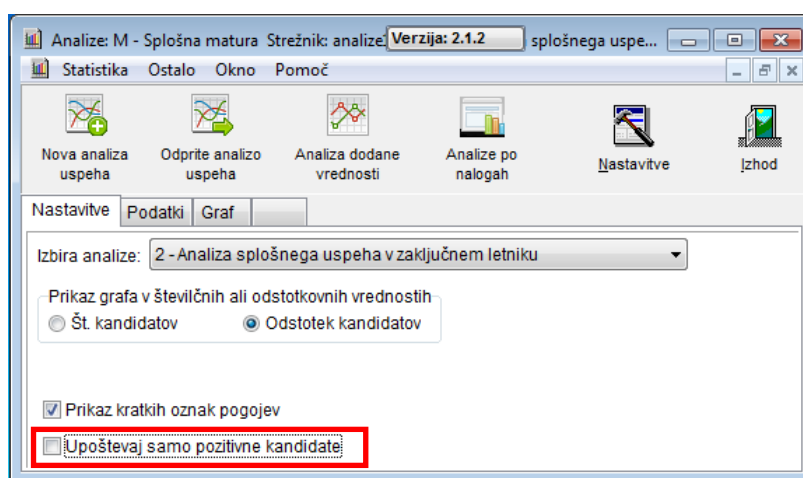 Analize: M - Splošna matura Strežnik: analize: Verzija: 2.1.2 splošnega uspe...
Statistika Ostalo Okno Pomoč
Nova analiza uspeha
Odprite analizo uspeha
Analiza dodane vrednosti
Analize po nalogah
Nastavitve
Izhod
Nastavitve Podatki Graf
Izbira analize: 2 - Analiza splošnega uspeha v zaključnem letniku
Prikaz grafa v številčnih ali odstotkovnih vrednostih
Št. kandidatov Odstotek kandidatov
Prikaz kratkih oznak pogojev
Upoštevaj samo pozitivne kandidate